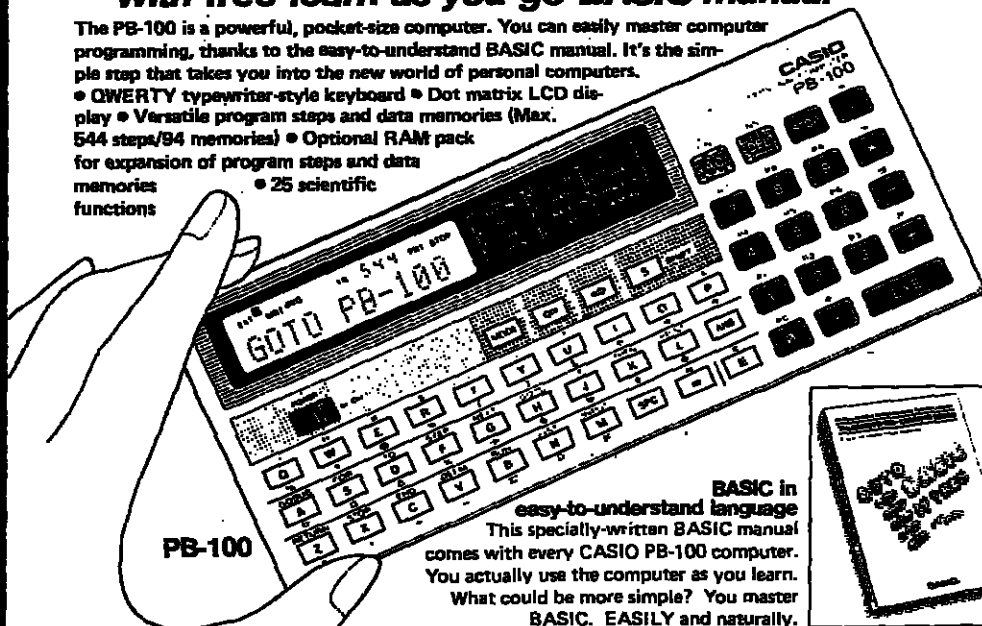 with free learn as you go BASIC manual
The PB-100 is a powerful, pocket-size computer. You can easily master computer
programming, thanks to the easy-to-understand BASIC manual. It's the sim-
ple step that takes you into the new world of personal computers.
● QWERTY typewriter-style keyboard ● Dot matrix LCD dis-
play ● Versatile program steps and data memories (Max.
544 steps/94 memories) ● Optional RAM pack
for expansion of program steps and data
memories ● 25 scientific
functions
CASIO
PB-100
544 STOP
GOTO PB-100
MODE S
Q W E R T Y U I O P
A S D F G H J K L ANS
Z X C V B N M SPC E
PB-100
BASIC in
easy-to-understand language
This specially-written BASIC manual
comes with every CASIO PB-100 computer.
You actually use the computer as you learn.
What could be more simple? You master
BASIC. EASILY and naturally.